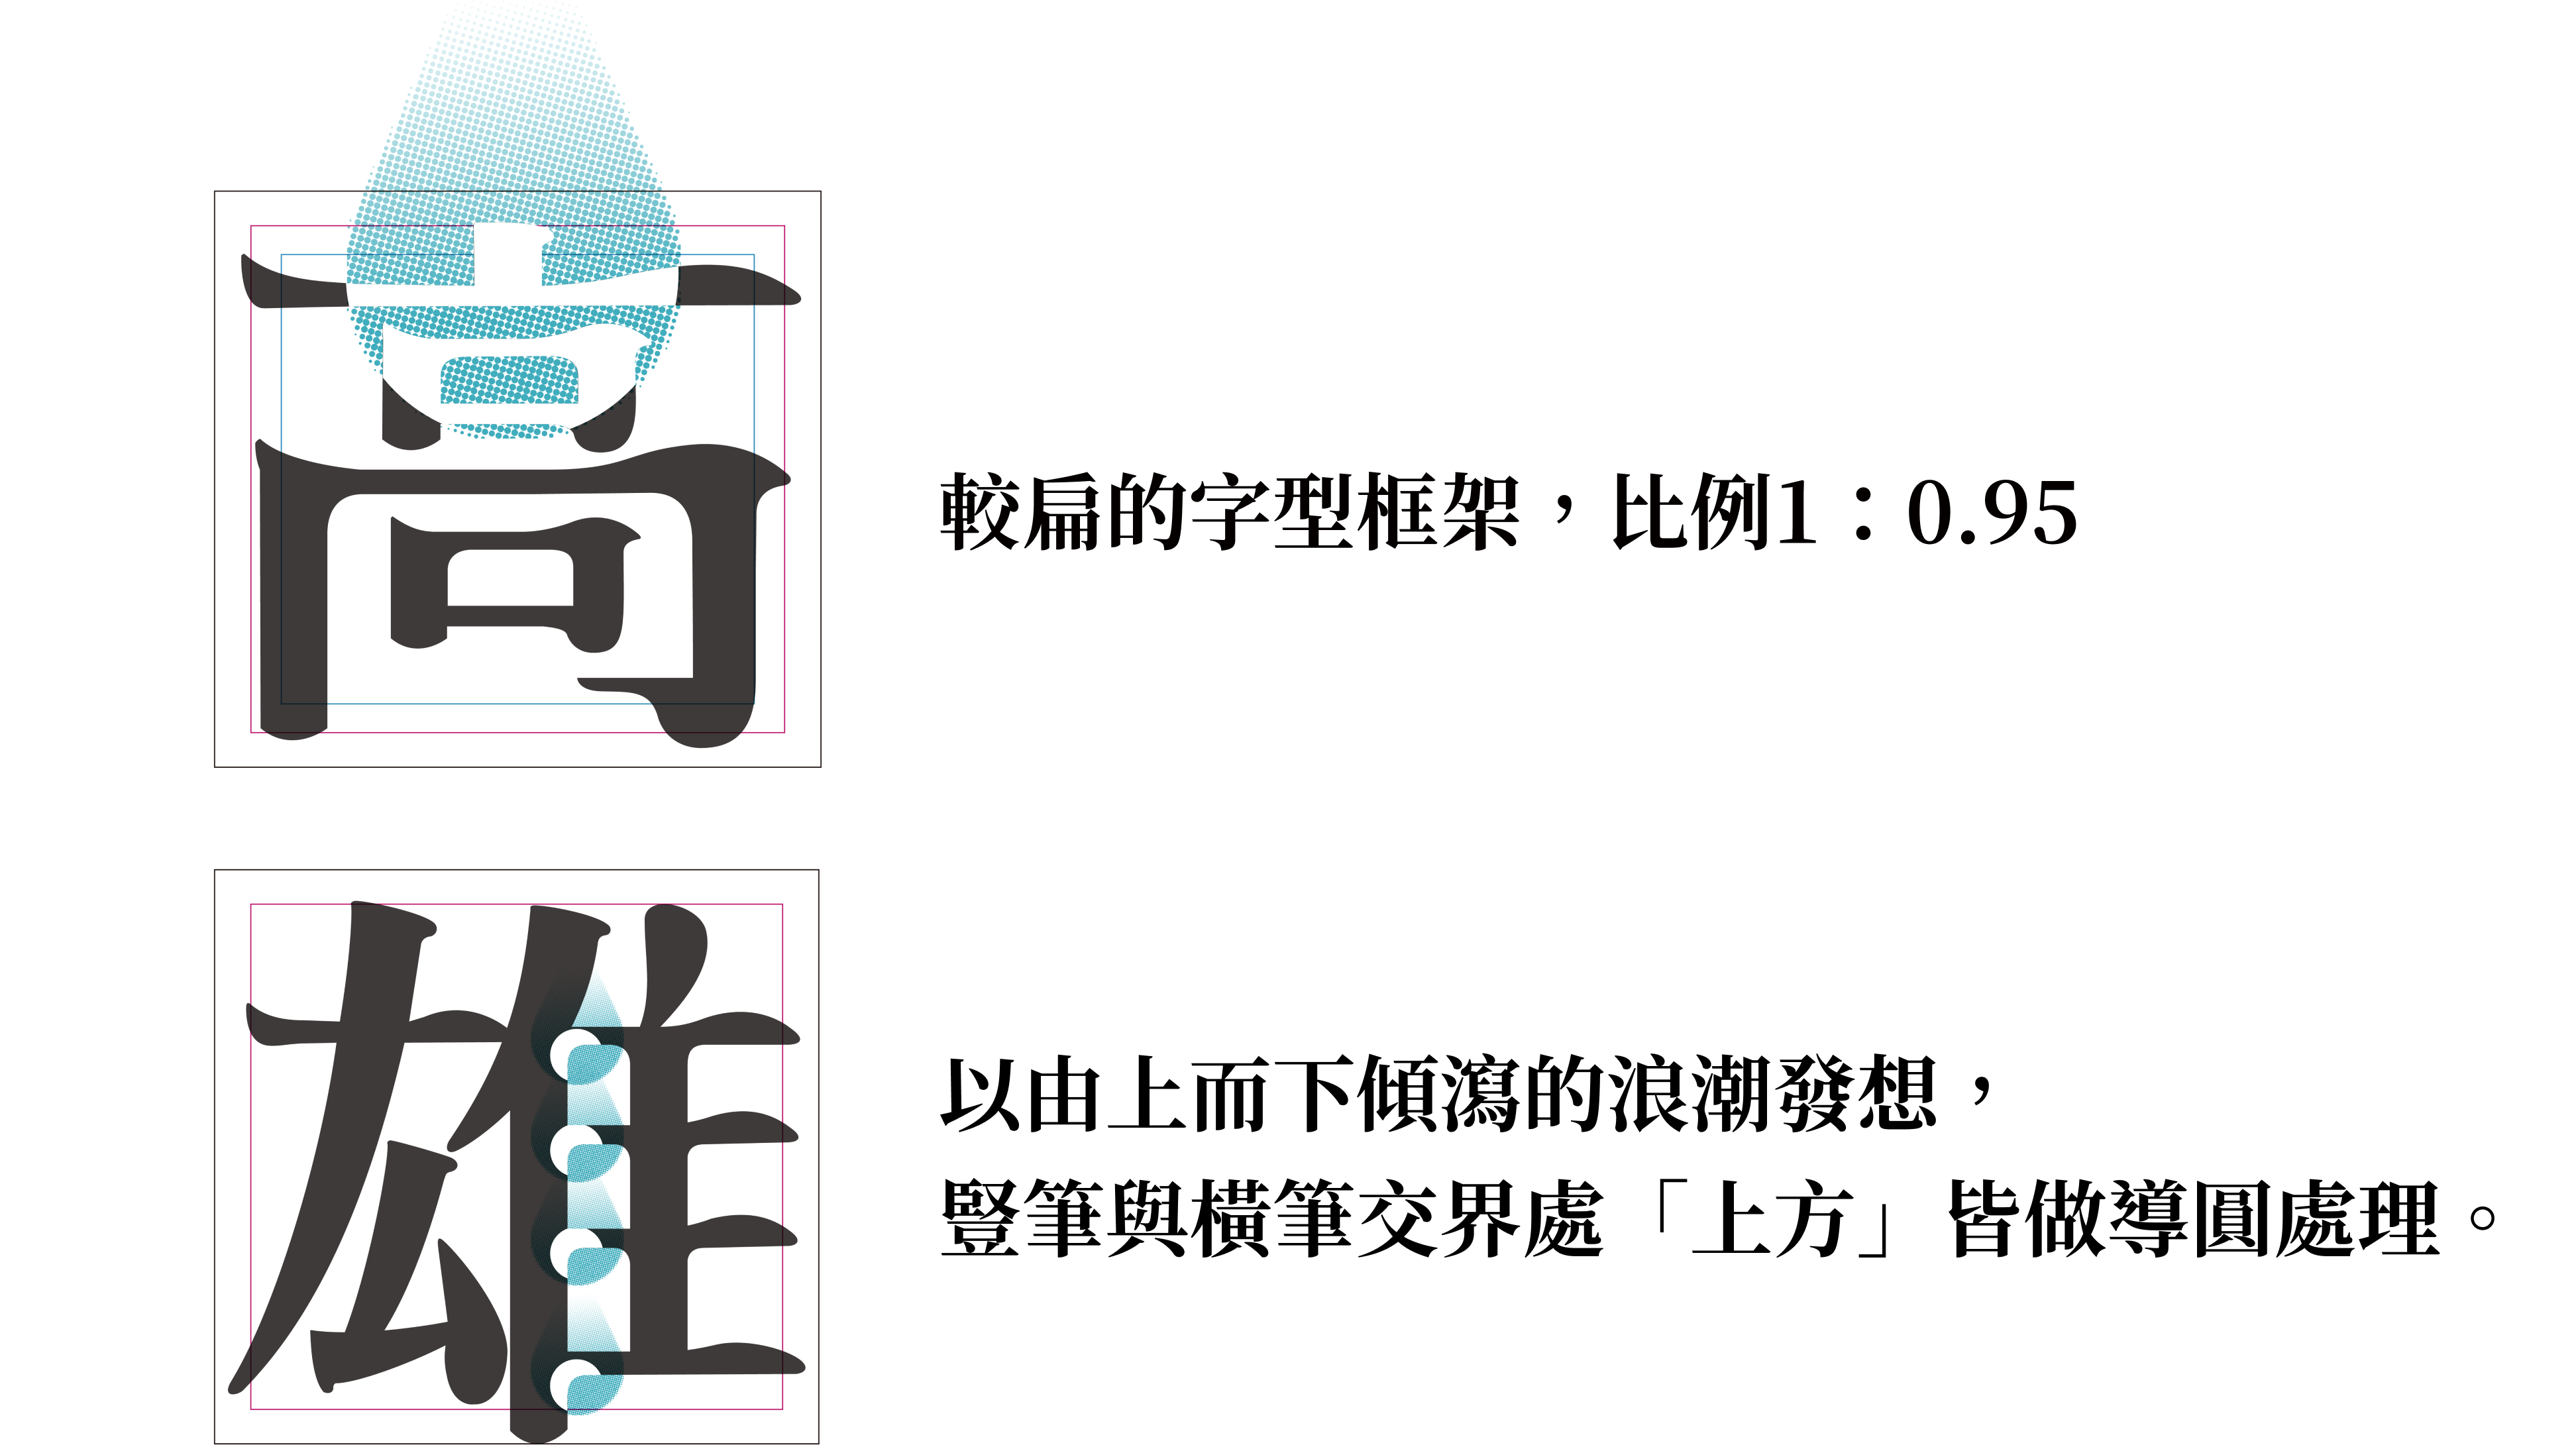 高
較扁的字型框架，比例1：0.95
雄
以由上而下傾瀉的浪潮發想，
豎筆與橫筆交界處「上方」皆做導圓處理。